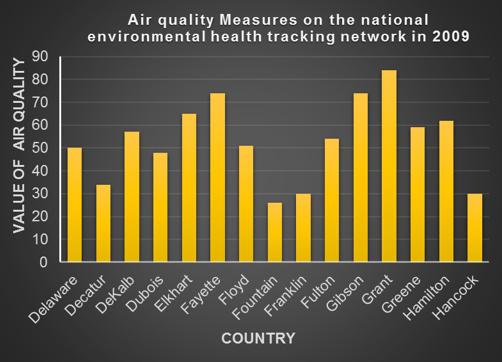 Air quality Measures on the national
environmental health tracking network in 2009
VALUE OF AIR QUALITY
90
80
70
60
50
40
30
20
10
0
Delaware
Decatur
DeKalb
Dubois
Elkhart
Fayette
Floyd
Fountain
Franklin
Fulton
Gibson
Grant
Greene
Hamilton
Hancock
COUNTRY